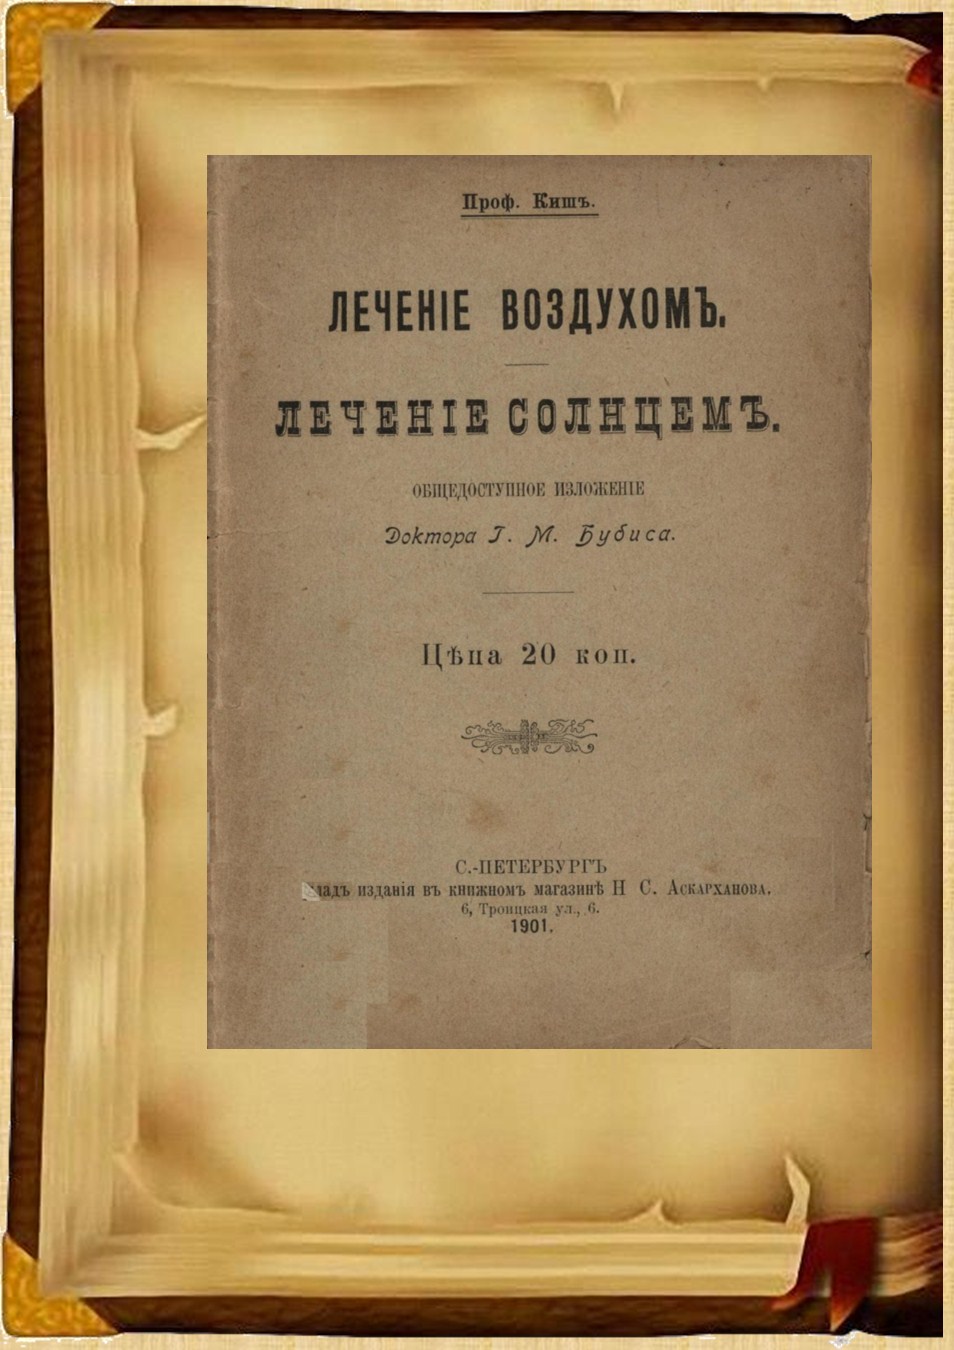 Проф. Кишъ.
ЛЕЧЕНІЕ ВОЗДУХОМЪ.
ЛЕЧЕНІЕ СОЛНЦЕМЪ.
ОБЩЕДОСТУПНОЕ ИЗЛОЖЕНІЕ
Доктора Г. М. Бубиса.
Цѣна 20 коп.
С.-ПЕТЕРБУРГЪ
изданія въ книжномъ магазинѣ Н С. Аскарханова.
6, Троицкая ул., 6.
1901.